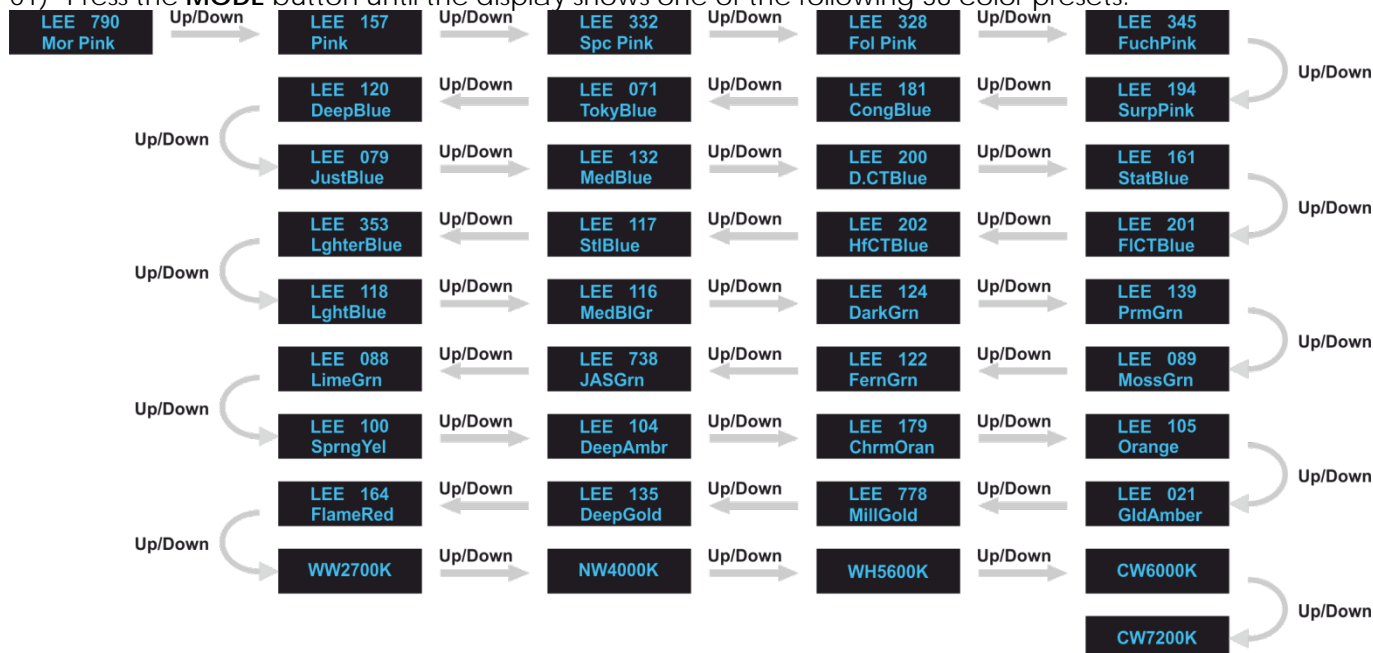 01) Press the MODE button until the display shows one of the following 38 color presets:
LEE 790 Up/Down LEE 157 Up/Down LEE 332 Up/Down LEE 328 Up/Down LEE 345
Mor Pink Pink Spc Pink Fol Pink FuchPink
Up/Down
LEE 120 Up/Down LEE 071 Up/Down LEE 181 Up/Down LEE 194
DeepBlue TokyBlue CongBlue SurpPink
Up/Down
LEE 079 Up/Down LEE 132 Up/Down LEE 200 Up/Down LEE 161
JustBlue MedBlue D.CTBlue StatBlue
Up/Down
LEE 353 Up/Down LEE 117 Up/Down LEE 202 Up/Down LEE 201
LghterBlue StlBlue HfCTBlue FlCTBlue
Up/Down
LEE 118 Up/Down LEE 116 Up/Down LEE 124 Up/Down LEE 139
LghtBlue MedBlGr DarkGrn PrmGrn
Up/Down
LEE 088 Up/Down LEE 738 Up/Down LEE 122 Up/Down LEE 089
LimeGrn JASGrn FernGrn MossGrn
Up/Down
LEE 100 Up/Down LEE 104 Up/Down LEE 179 Up/Down LEE 105
SprngYel DeepAmbr ChrmOran Orange
Up/Down
LEE 164 Up/Down LEE 135 Up/Down LEE 778 Up/Down LEE 021
FlameRed DeepGold MillGold GldAmber
Up/Down
WW2700K Up/Down NW4000K Up/Down WH5600K Up/Down CW6000K
Up/Down
CW7200K